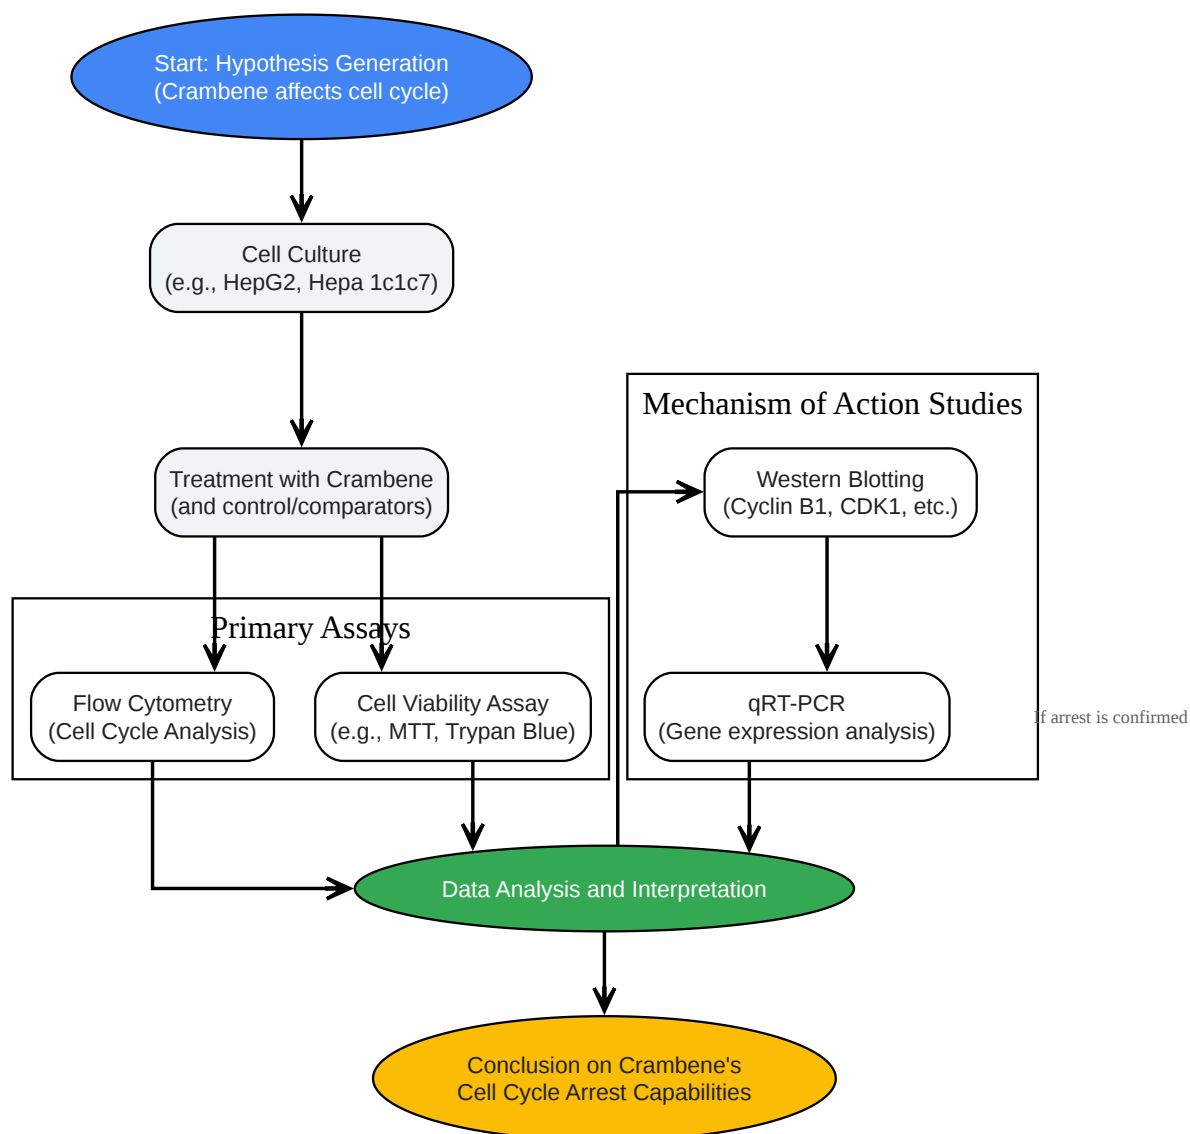 Start: Hypothesis Generation
(Crambene affects cell cycle)
Cell Culture
(e.g., HepG2, Hepa 1c1c7)
Treatment with Crambene
(and control/comparators)
Primary Assays
Flow Cytometry
(Cell Cycle Analysis)
Cell Viability Assay
(e.g., MTT, Trypan Blue)
Mechanism of Action Studies
Western Blotting
(Cyclin B1, CDK1, etc.)
qRT-PCR
(Gene expression analysis)
If arrest is confirmed
Data Analysis and Interpretation
Conclusion on Crambene's
Cell Cycle Arrest Capabilities